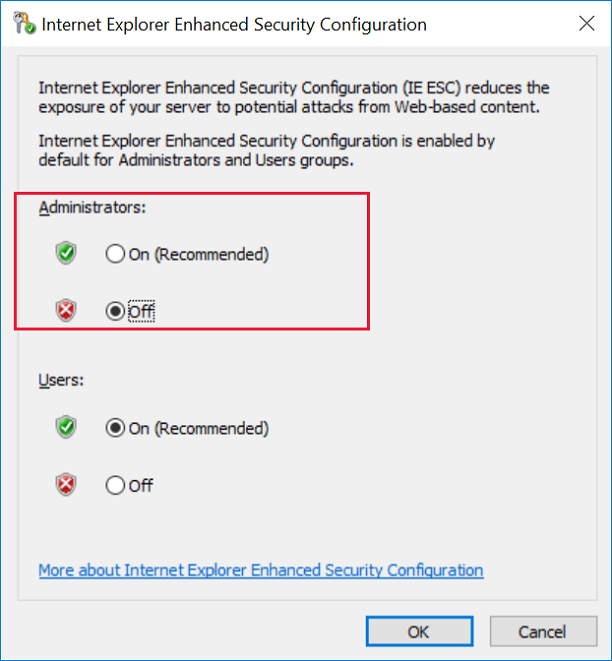 Internet Explorer Enhanced Security Configuration
Internet Explorer Enhanced Security Configuration (IE ESC) reduces the
exposure of your server to potential attacks from Web-based content.
Internet Explorer Enhanced Security Configuration is enabled by
default for Administrators and Users groups.
Administrators:
On (Recommended)
Off
Users:
On (Recommended)
Off
More about Internet Explorer Enhanced Security Configuration
OK
Cancel